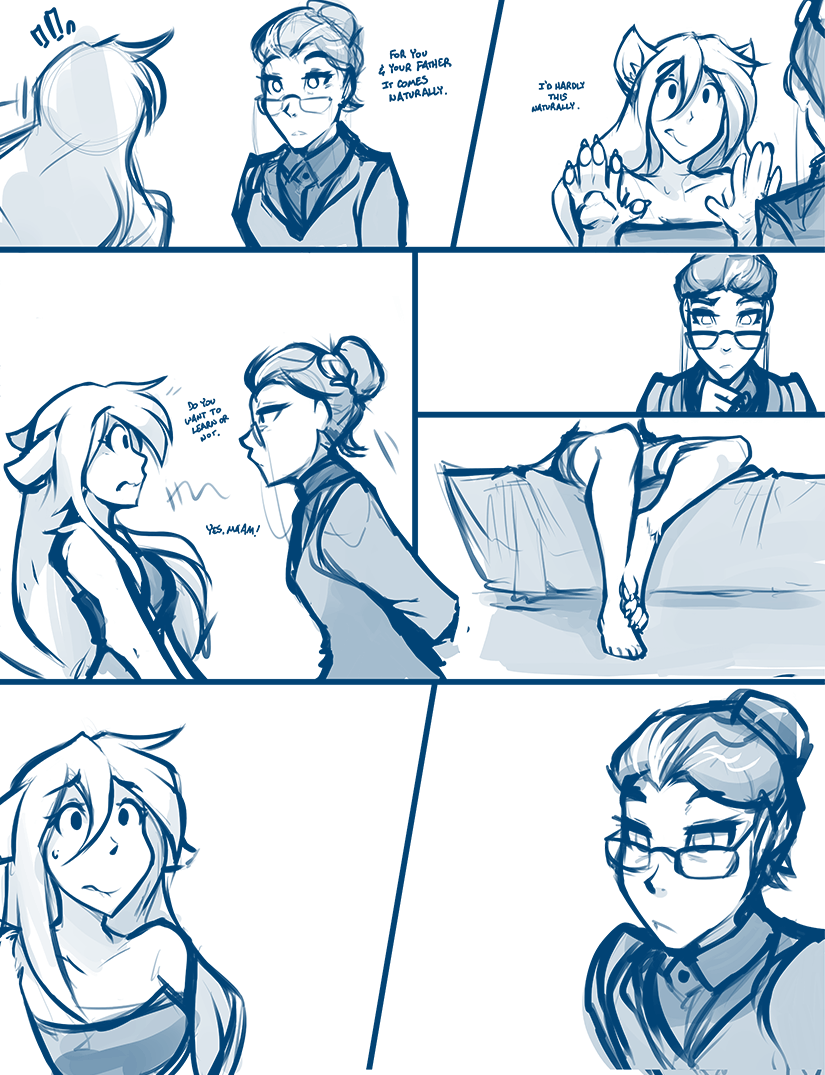 FOR YOU
& YOUR FATHER
IT COMES
NATURALLY.
I'D HARDLY
THIS
NATURALLY.
DO YOU
WANT TO
LEARN OR
NOT.
YES, MA'AM!